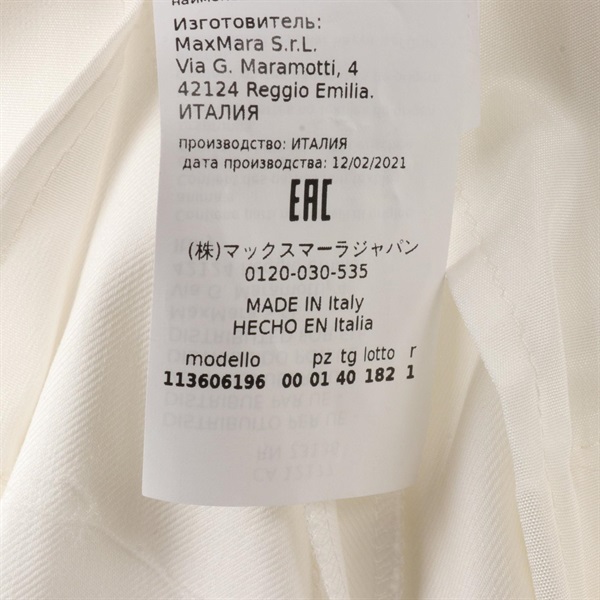 Изготовитель:
MaxMara S.r.L.
Via G. Maramotti, 4
42124 Reggio Emilia.
ИТАЛИЯ
производство: ИТАЛИЯ
дата производства: 12/02/2021
EAC
(株)マックスマーラジャパン
0120-030-535
MADE IN Italy
HECHO EN Italia
modello pz tg lotto r
113606196 00 01 40 182 1